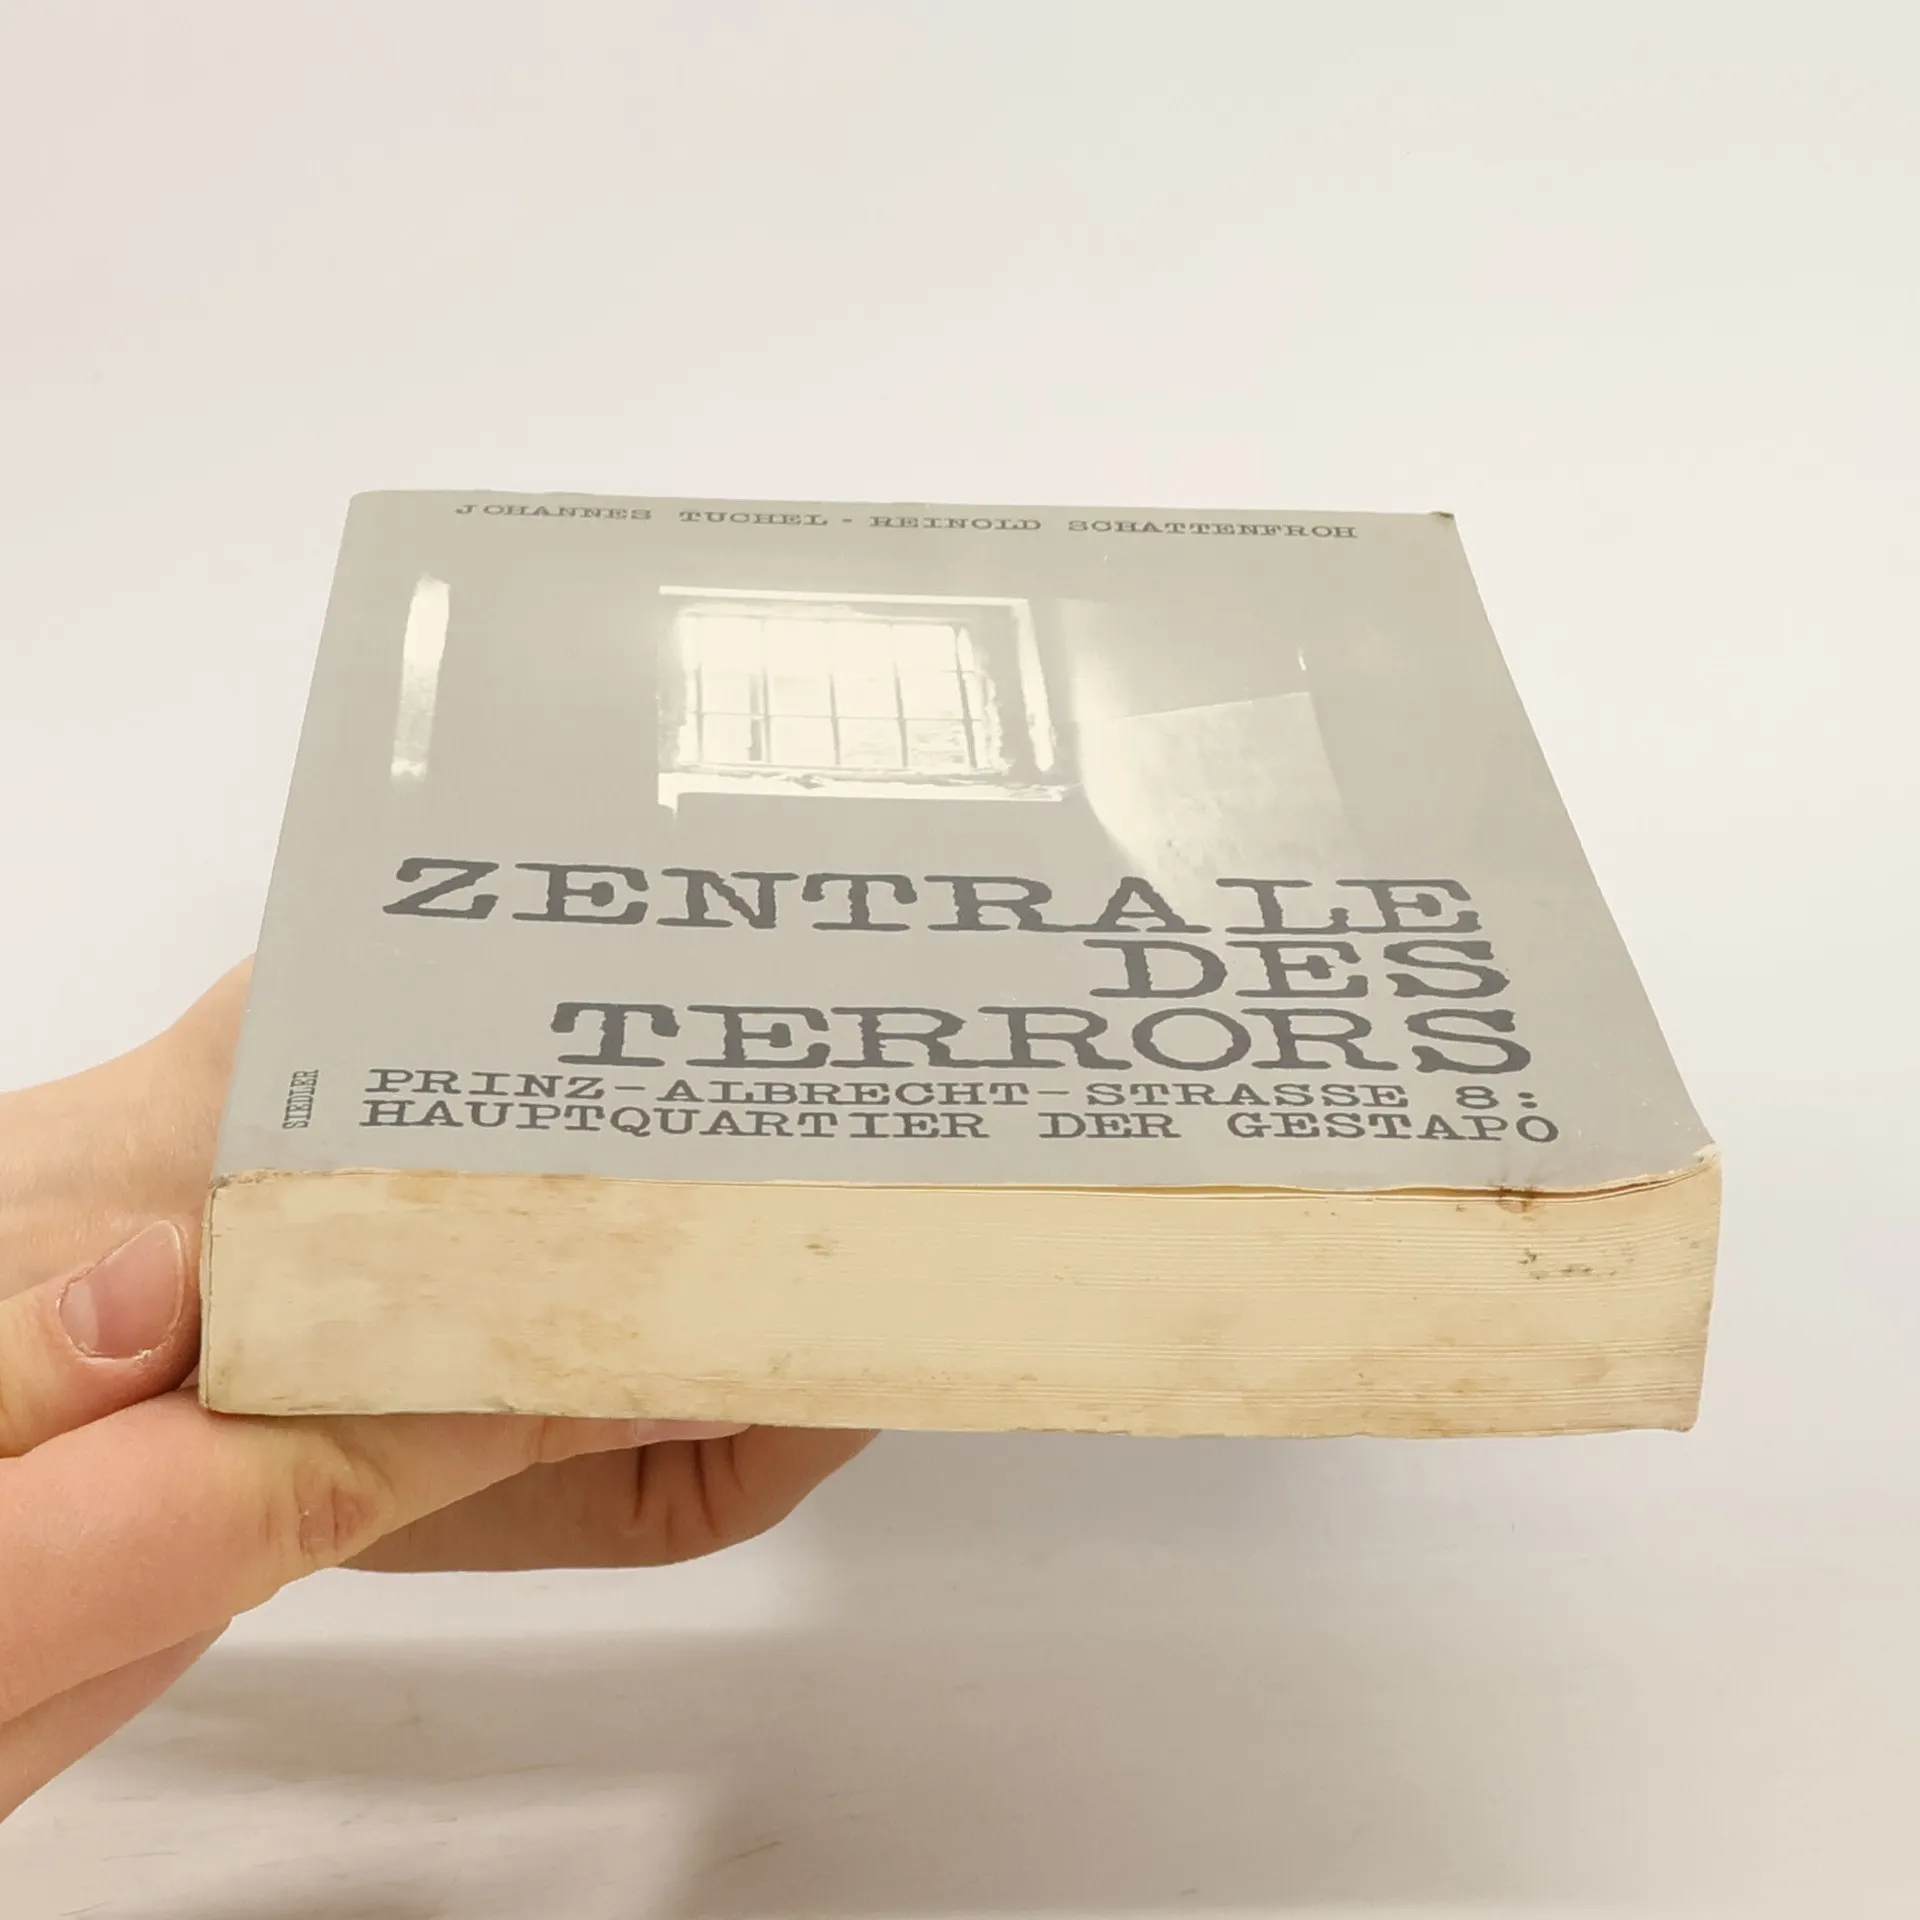 JOHANNES TUCHEL · REINOLD SCHATTENFROH
ZENTRALE
DES
TERRORS
PRINZ-ALBRECHT-STRASSE 8:
HAUPTQUARTIER DER GESTAPO
SIEDLER